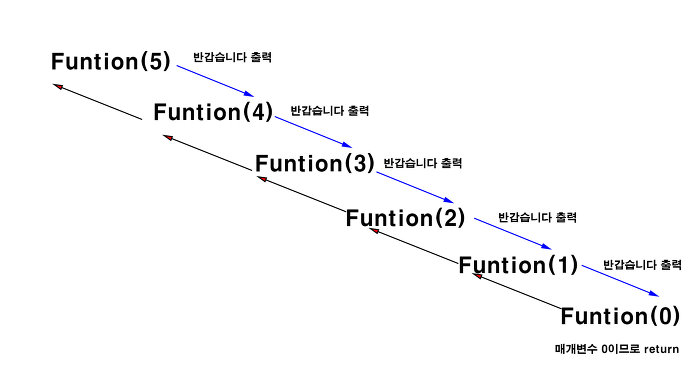 Funtion(5) 반갑습니다 출력
Funtion(4) 반갑습니다 출력
Funtion(3) 반갑습니다 출력
Funtion(2) 반갑습니다 출력
Funtion(1) 반갑습니다 출력
Funtion(0)
매개변수 0이므로 return